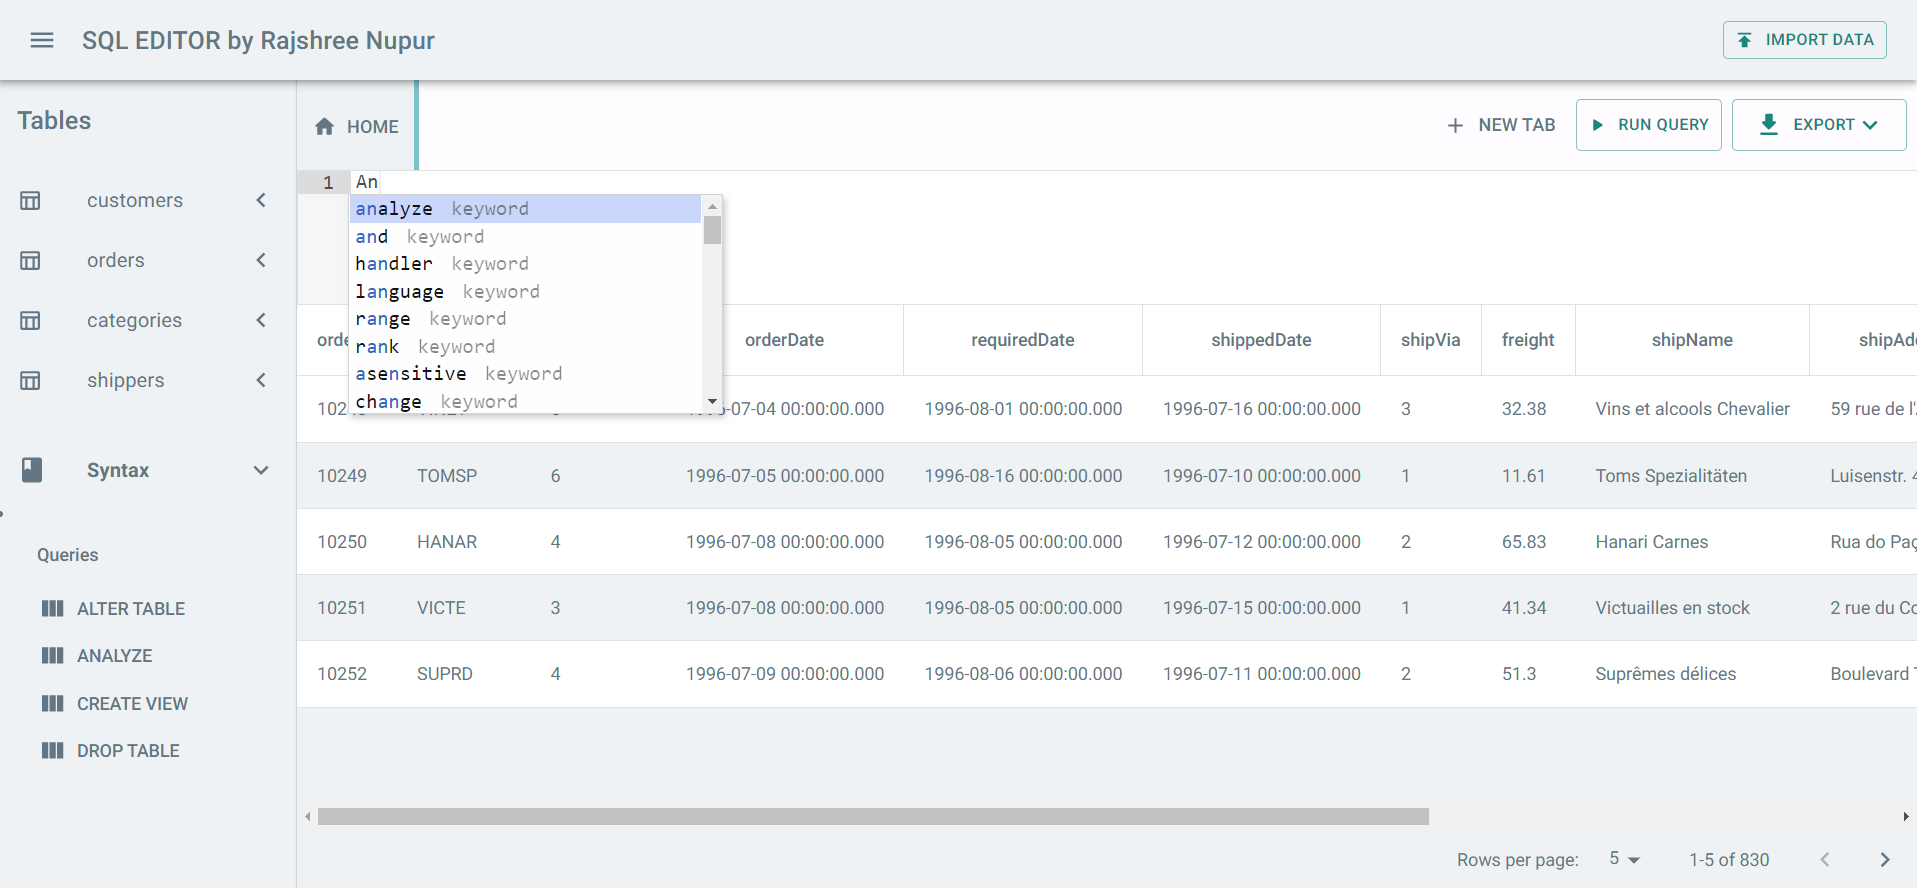 SQL EDITOR by Rajshree Nupur
IMPORT DATA
Tables
customers
orders
categories
shippers
Syntax
Queries
ALTER TABLE
ANALYZE
CREATE VIEW
DROP TABLE
HOME
NEW TAB
RUN QUERY
EXPORT
1 An
analyze keyword
and keyword
handler keyword
language keyword
range keyword
rank keyword
asensitive keyword
change keyword
orderDate requiredDate shippedDate shipVia freight shipName
00:00:00.000 1996-08-01 00:00:00.000 1996-07-16 00:00:00.000 3 32.38 Vins et alcools Chevalier 59 rue de
10249 TOMSP 6 1996-07-05 00:00:00.000 1996-08-16 00:00:00.000 1996-07-10 00:00:00.000 1 11.61 Toms Spezialitäten Luisenstr.
10250 HANAR 4 1996-07-08 00:00:00.000 1996-08-05 00:00:00.000 1996-07-12 00:00:00.000 2 65.83 Hanari Carnes Rua do
10251 VICTE 3 1996-07-08 00:00:00.000 1996-08-05 00:00:00.000 1996-07-15 00:00:00.000 1 41.34 Victuailles en stock 2 rue du
10252 SUPRD 4 1996-07-09 00:00:00.000 1996-08-06 00:00:00.000 1996-07-11 00:00:00.000 2 51.3 Suprêmes délices Boulevard
Rows per page: 5 1-5 of 830